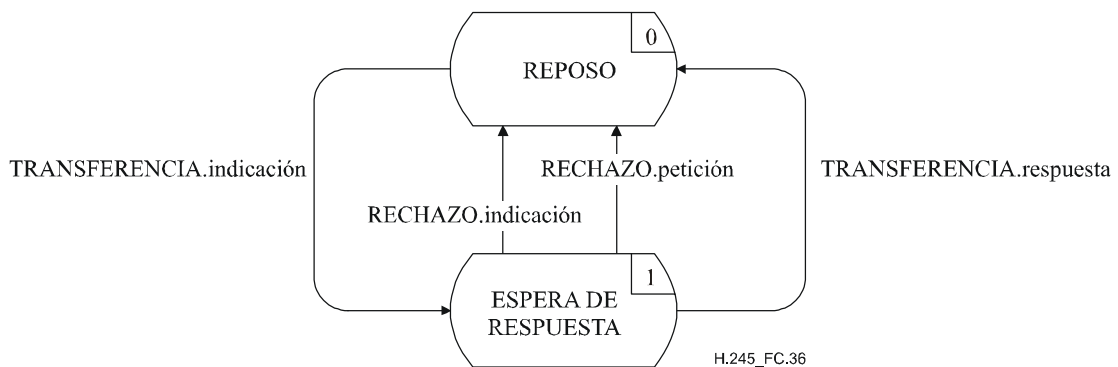 0
REPOSO
TRANSFERENCIA.indicación
RECHAZO.petición
TRANSFERENCIA.respuesta
RECHAZO.indicación
1
ESPERA DE
RESPUESTA
H.245_FC.36